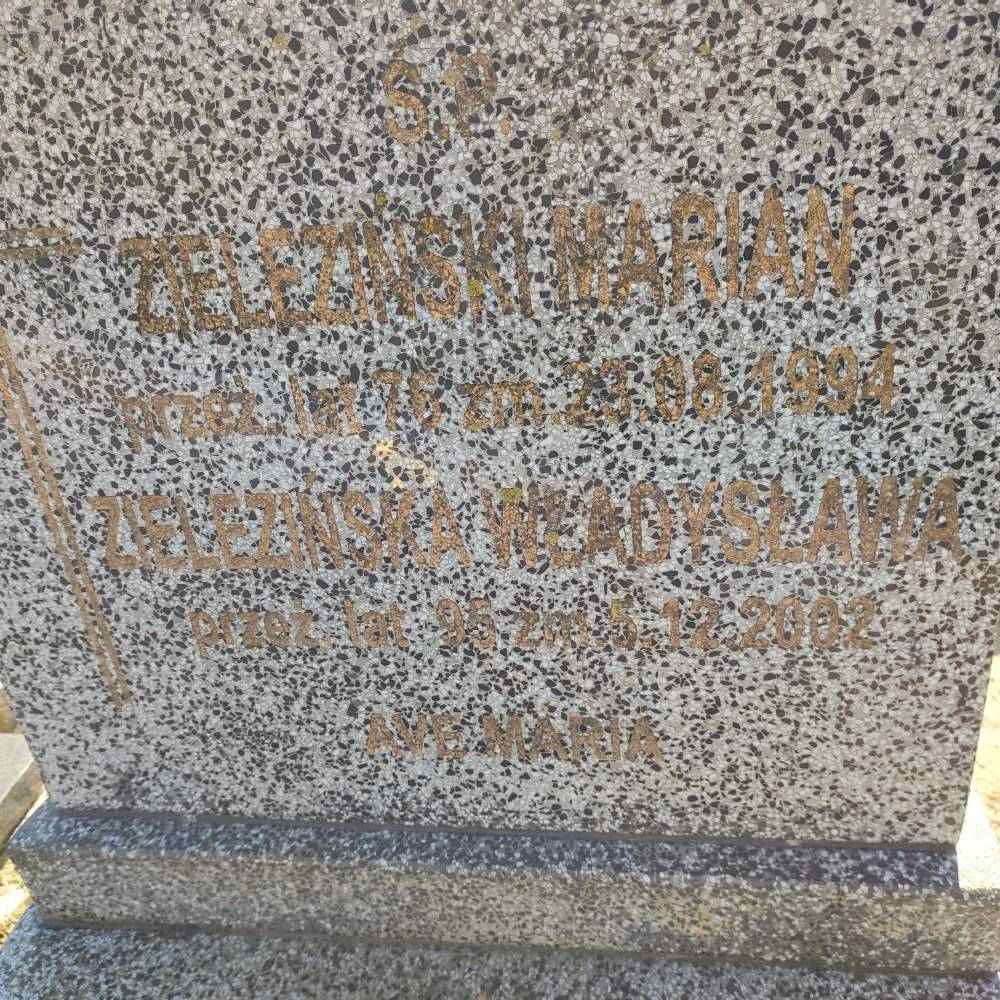 Ś.P.
ZIELEZIŃSKI MARIAN
przeż. lat 76 zm. 23.08.1994
ZIELEZIŃSKA WŁADYSŁAWA
przeż. lat 95 zm. 5.12.2002
AVE MARIA